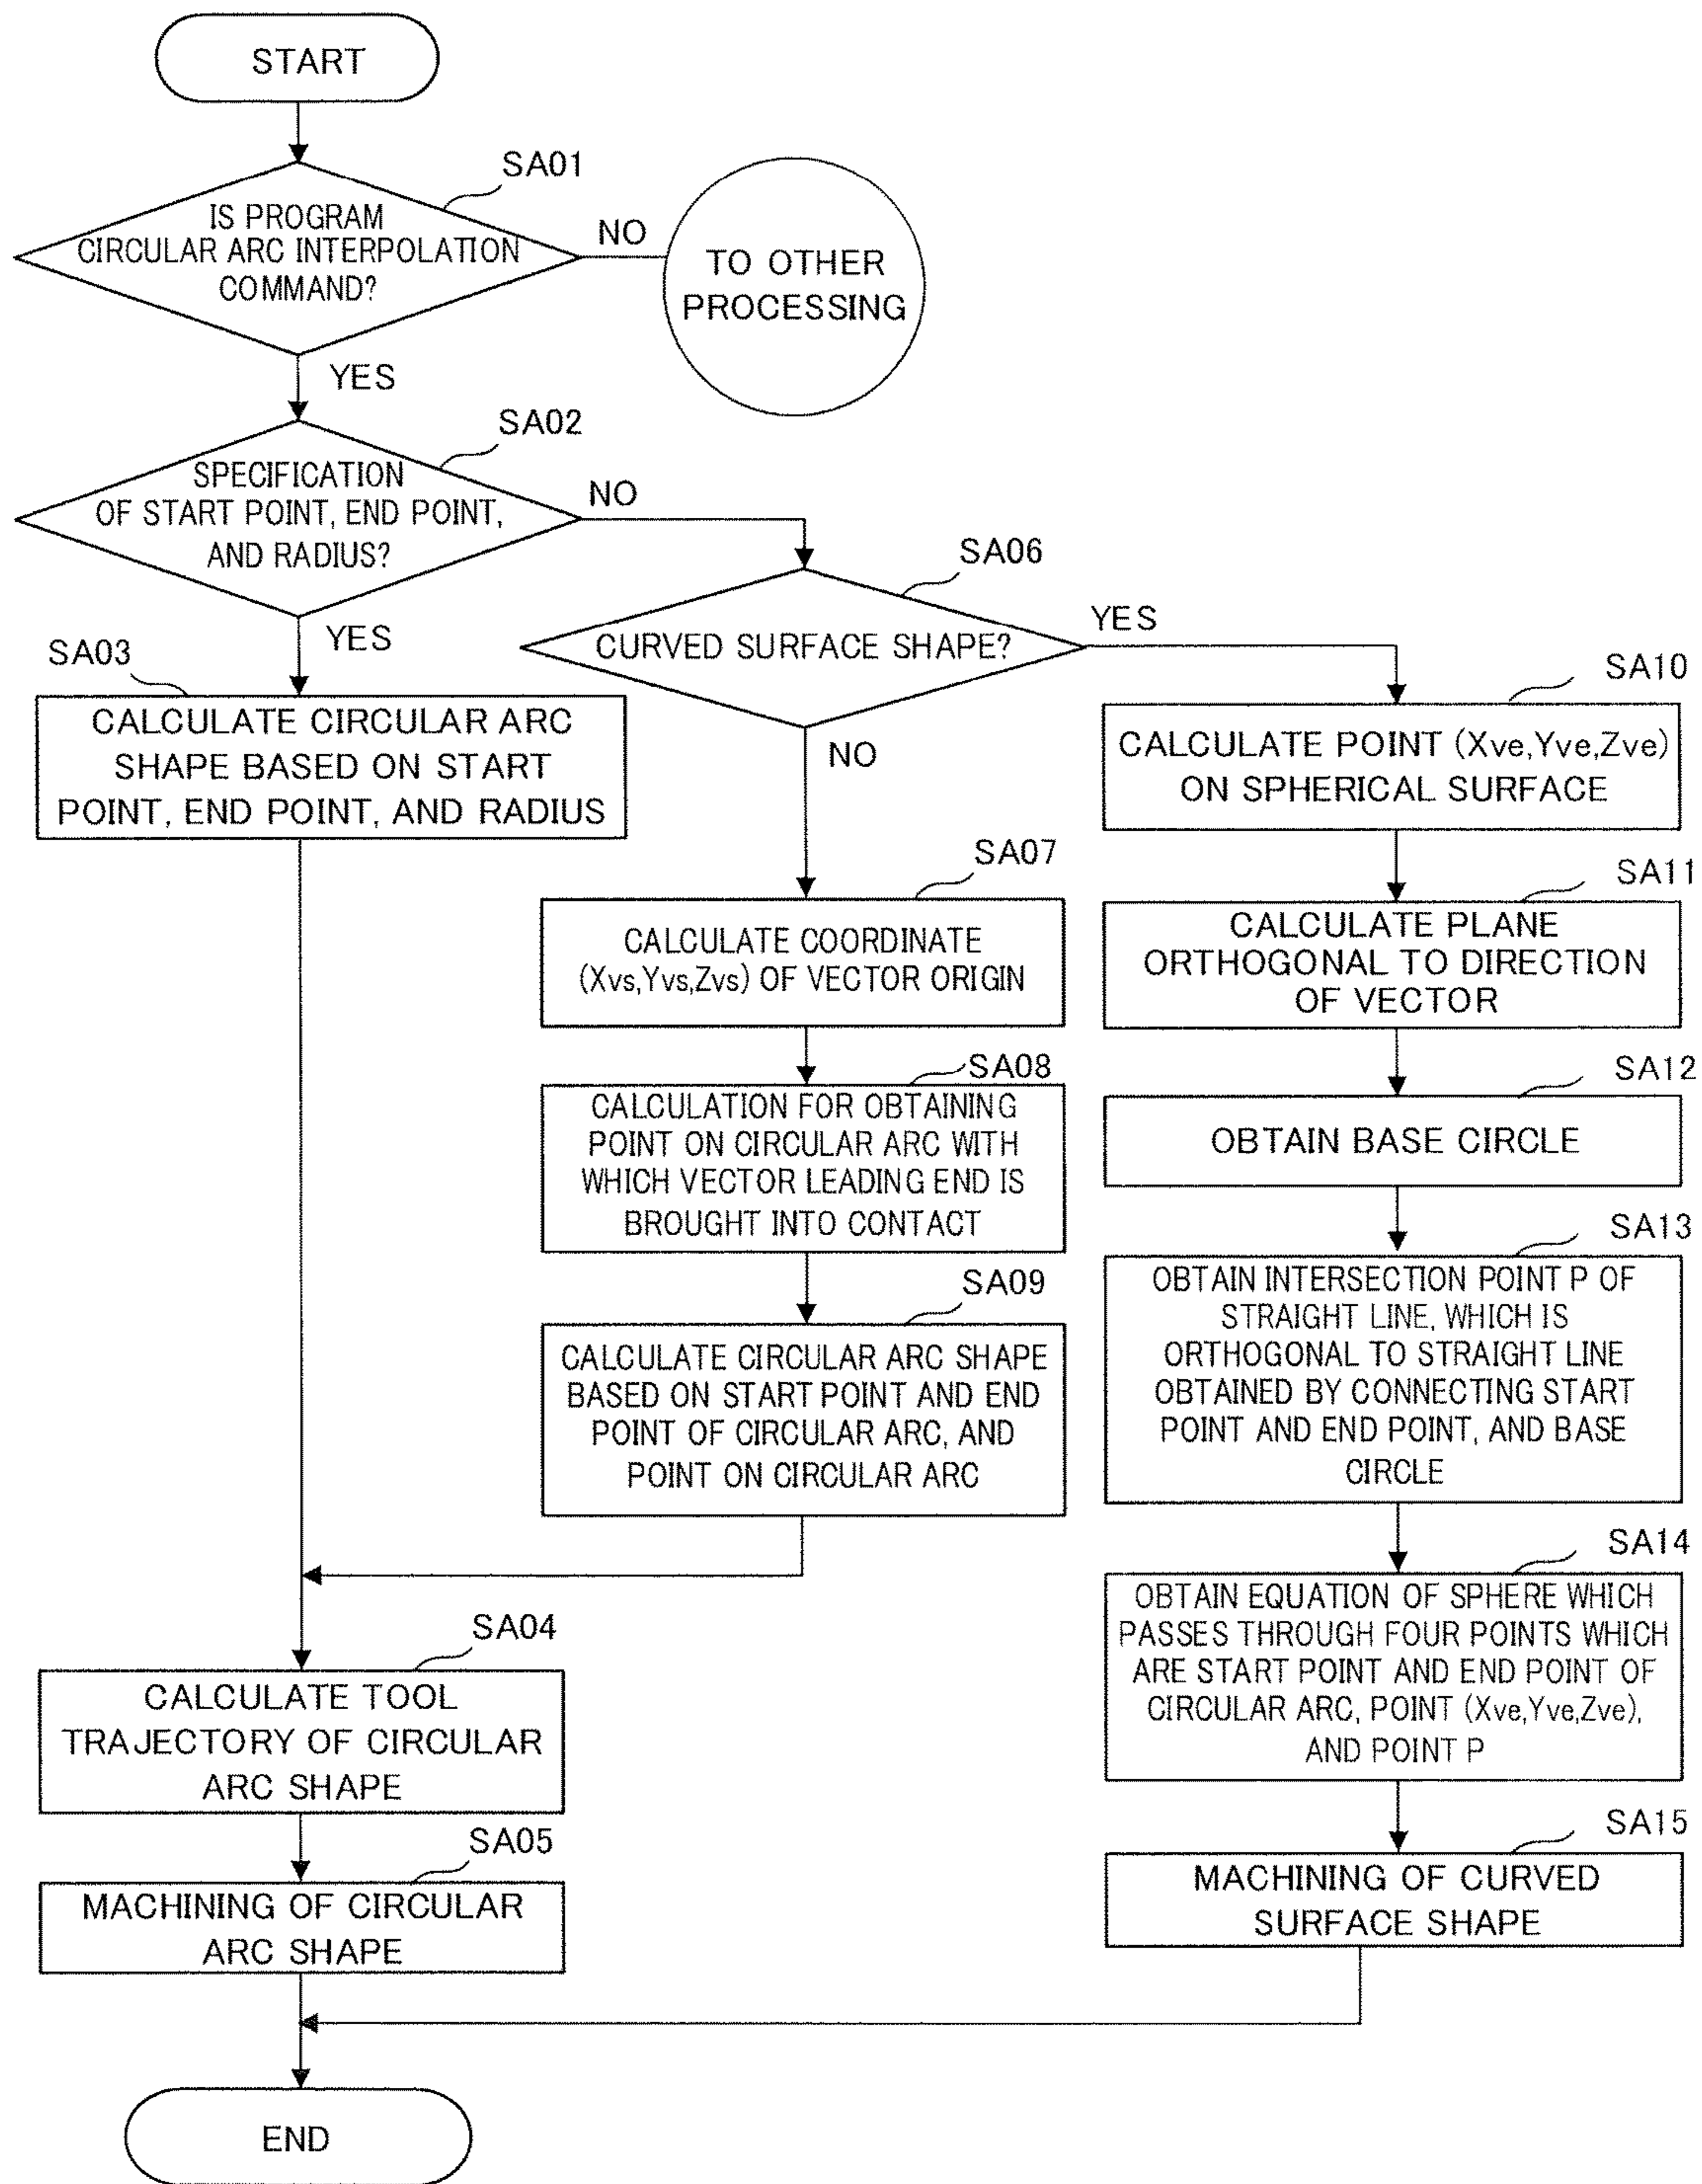 START
SA01
IS PROGRAM
CIRCULAR ARC INTERPOLATION
COMMAND?
NO
TO OTHER
PROCESSING
YES
SA02
SPECIFICATION
OF START POINT, END POINT,
AND RADIUS?
NO
YES
SA03
CALCULATE CIRCULAR ARC
SHAPE BASED ON START
POINT, END POINT, AND RADIUS
SA06
CURVED SURFACE SHAPE?
YES
NO
SA07
CALCULATE COORDINATE
(Xvs,Yvs,Zvs) OF VECTOR ORIGIN
SA08
CALCULATION FOR OBTAINING
POINT ON CIRCULAR ARC WITH
WHICH VECTOR LEADING END IS
BROUGHT INTO CONTACT
SA09
CALCULATE CIRCULAR ARC SHAPE
BASED ON START POINT AND END
POINT OF CIRCULAR ARC, AND
POINT ON CIRCULAR ARC
SA10
CALCULATE POINT (Xve,Yve,Zve)
ON SPHERICAL SURFACE
SA11
CALCULATE PLANE
ORTHOGONAL TO DIRECTION
OF VECTOR
SA12
OBTAIN BASE CIRCLE
SA13
OBTAIN INTERSECTION POINT P OF
STRAIGHT LINE, WHICH IS
ORTHOGONAL TO STRAIGHT LINE
OBTAINED BY CONNECTING START
POINT AND END POINT, AND BASE
CIRCLE
SA14
OBTAIN EQUATION OF SPHERE WHICH
PASSES THROUGH FOUR POINTS WHICH
ARE START POINT AND END POINT OF
CIRCULAR ARC, POINT (Xve,Yve,Zve),
AND POINT P
SA15
MACHINING OF CURVED
SURFACE SHAPE
SA04
CALCULATE TOOL
TRAJECTORY OF CIRCULAR
ARC SHAPE
SA05
MACHINING OF CIRCULAR
ARC SHAPE
END